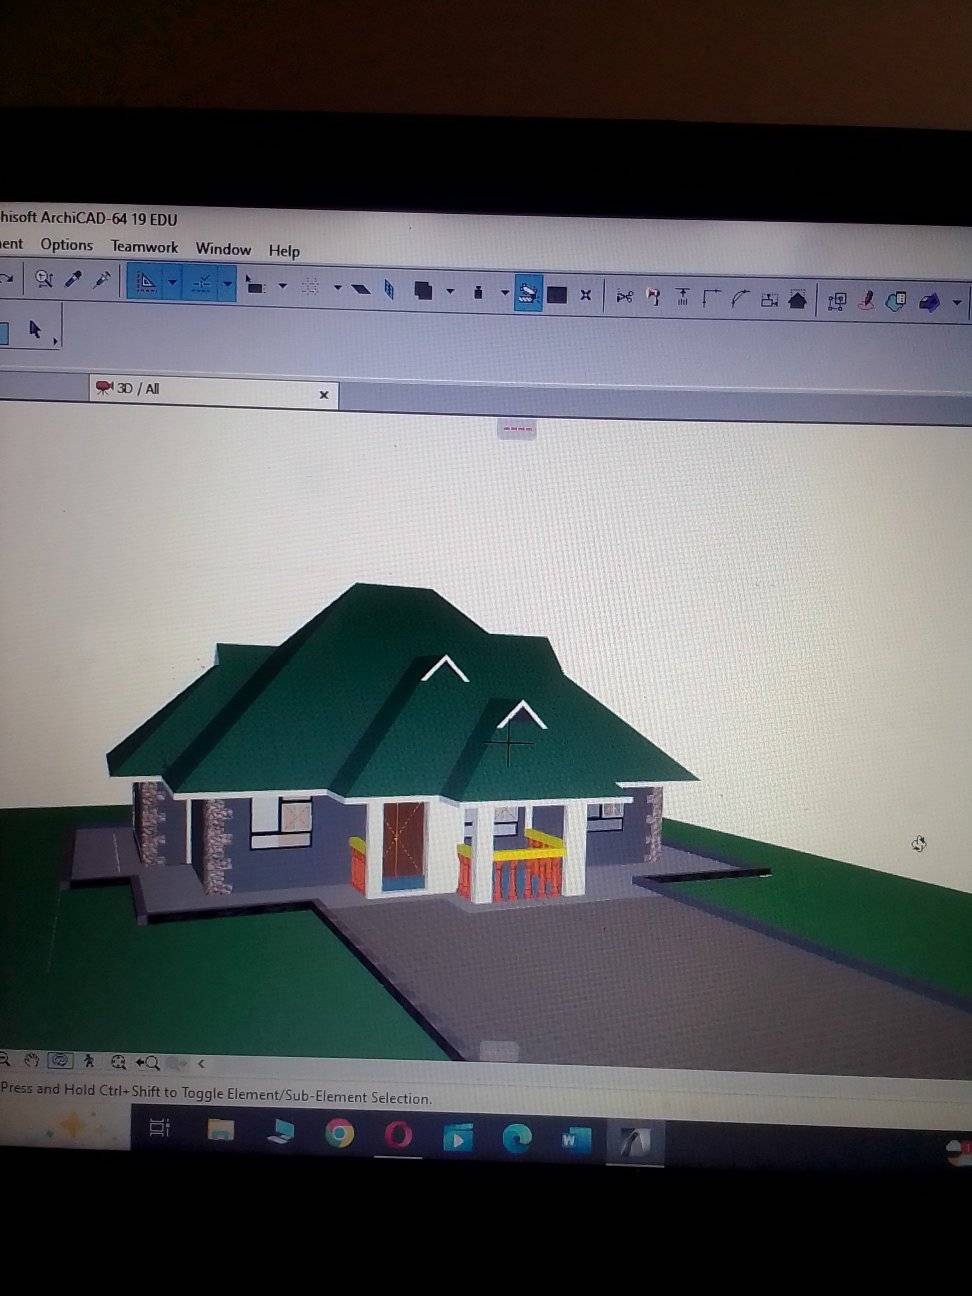 hisoft ArchiCAD-64 19 EDU
ent Options Teamwork Window Help
3D / All
Press and Hold Ctrl+Shift to Toggle Element/Sub-Element Selection.
W